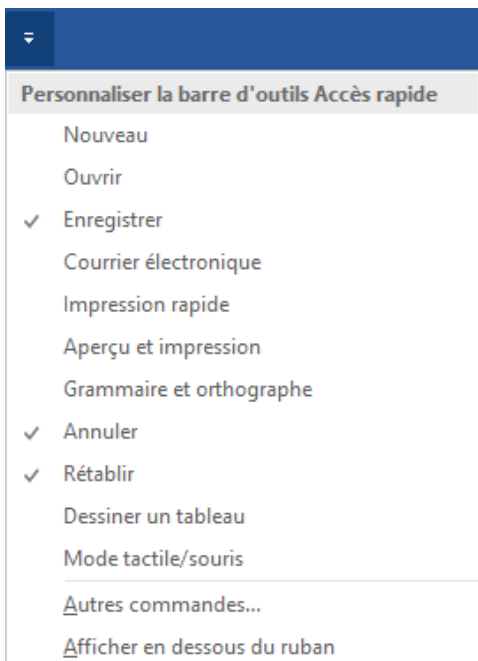 Personnaliser la barre d'outils Accès rapide
Nouveau
Ouvrir
Enregistrer
Courrier électronique
Impression rapide
Aperçu et impression
Grammaire et orthographe
Annuler
Rétablir
Dessiner un tableau
Mode tactile/souris
Autres commandes...
Afficher en dessous du ruban